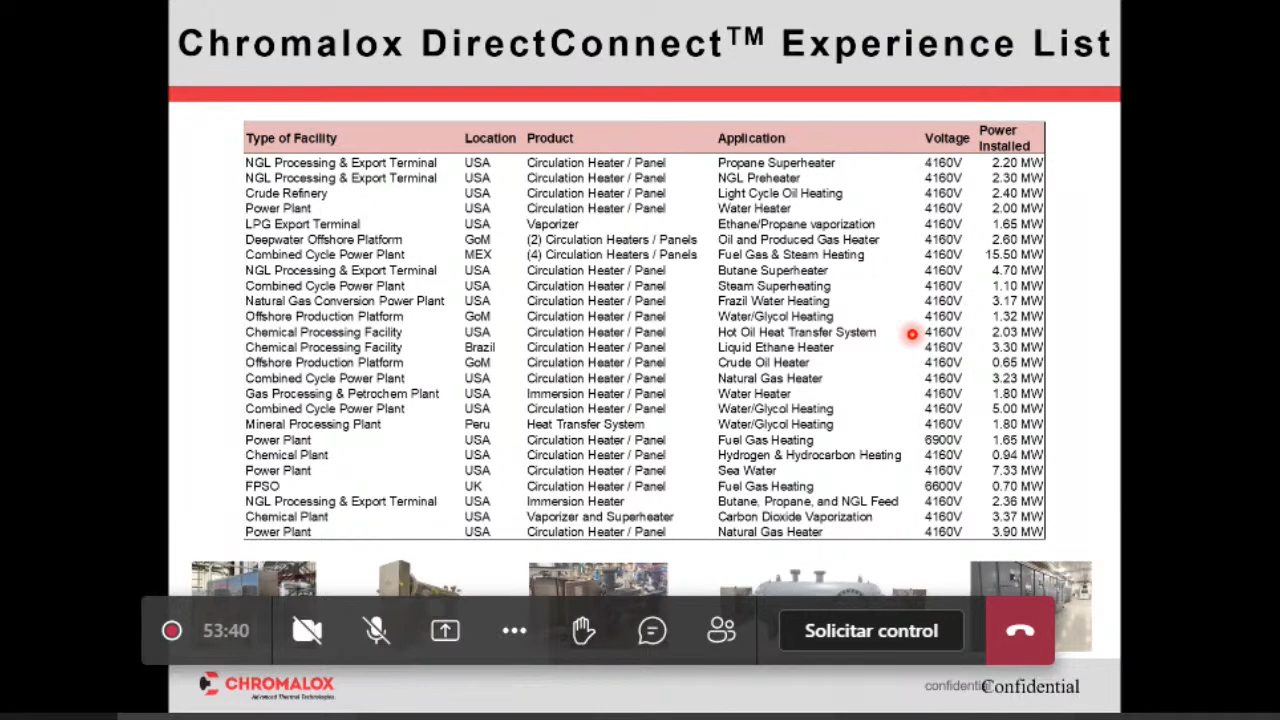 Chromalox DirectConnect™ Experience List
Type of Facility Location Product Application Voltage Power Installed
NGL Processing & Export Terminal USA Circulation Heater / Panel Propane Superheater 4160V 2.20 MW
NGL Processing & Export Terminal USA Circulation Heater / Panel NGL Preheater 4160V 2.30 MW
Crude Refinery USA Circulation Heater / Panel Light Cycle Oil Heating 4160V 2.40 MW
Power Plant USA Circulation Heater / Panel Water Heater 4160V 2.00 MW
LPG Export Terminal USA Vaporizer Ethane/Propane vaporization 4160V 1.65 MW
Deepwater Offshore Platform GoM (2) Circulation Heaters / Panels Oil and Produced Gas Heater 4160V 2.60 MW
Combined Cycle Power Plant MEX (4) Circulation Heaters / Panels Fuel Gas & Steam Heating 4160V 15.50 MW
NGL Processing & Export Terminal USA Circulation Heater / Panel Butane Superheater 4160V 4.70 MW
Combined Cycle Power Plant USA Circulation Heater / Panel Steam Superheating 4160V 1.10 MW
Natural Gas Conversion Power Plant USA Circulation Heater / Panel Frazil Water Heating 4160V 3.17 MW
Offshore Production Platform GoM Circulation Heater / Panel Water/Glycol Heating 4160V 1.32 MW
Chemical Processing Facility USA Circulation Heater / Panel Hot Oil Heat Transfer System 4160V 2.03 MW
Chemical Processing Facility Brazil Circulation Heater / Panel Liquid Ethane Heater 4160V 3.30 MW
Offshore Production Platform GoM Circulation Heater / Panel Crude Oil Heater 4160V 0.65 MW
Combined Cycle Power Plant USA Circulation Heater / Panel Natural Gas Heater 4160V 3.23 MW
Gas Processing & Petrochem Plant USA Immersion Heater / Panel Water Heater 4160V 1.80 MW
Combined Cycle Power Plant USA Circulation Heater / Panel Water/Glycol Heating 4160V 5.00 MW
Mineral Processing Plant Peru Heat Transfer System Water/Glycol Heating 4160V 1.80 MW
Power Plant USA Circulation Heater / Panel Fuel Gas Heating 6900V 1.65 MW
Chemical Plant USA Circulation Heater / Panel Hydrogen & Hydrocarbon Heating 4160V 0.94 MW
Power Plant USA Circulation Heater / Panel Sea Water 4160V 7.33 MW
FPSO UK Circulation Heater / Panel Fuel Gas Heating 6600V 0.70 MW
NGL Processing & Export Terminal USA Immersion Heater Butane, Propane, and NGL Feed 4160V 2.36 MW
Chemical Plant USA Vaporizer and Superheater Carbon Dioxide Vaporization 4160V 3.37 MW
Power Plant USA Circulation Heater / Panel Natural Gas Heater 4160V 3.90 MW
53:40 Solicitar control
CHROMALOX
Advanced Thermal Technologies
Confidential